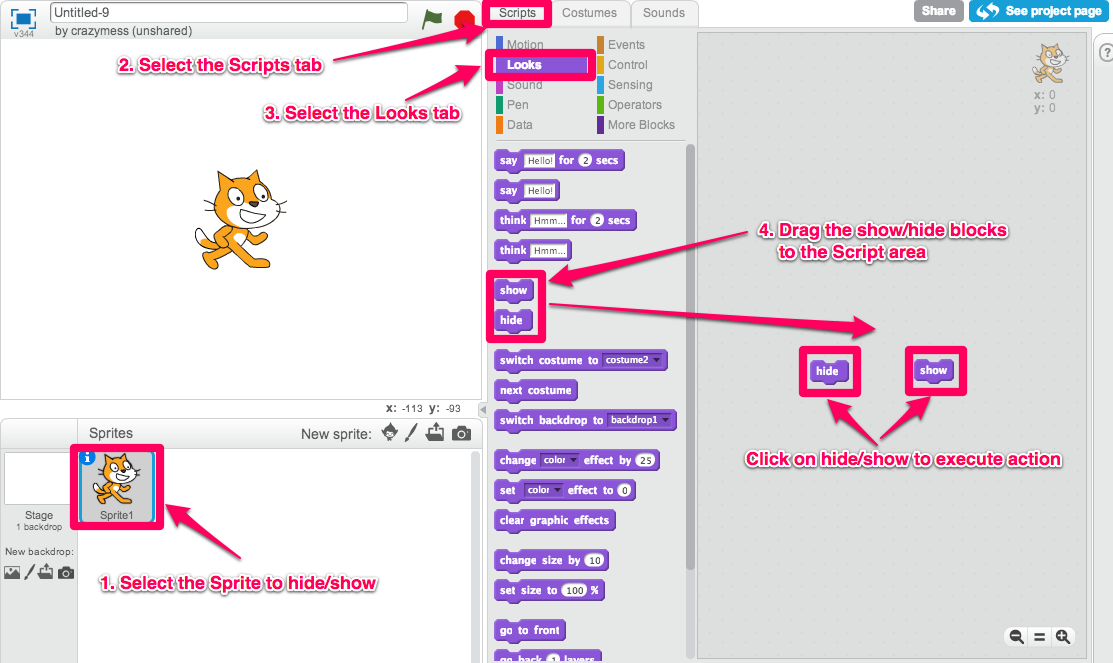 Untitled-9
by crazymess (unshared)
v344
Scripts
Costumes
Sounds
Share
See project page
2. Select the Scripts tab
3. Select the Looks tab
Motion
Looks
Sound
Pen
Data
Events
Control
Sensing
Operators
More Blocks
x: 0
y: 0
?
say Hello! for 2 secs
say Hello!
think Hmm... for 2 secs
think Hmm...
show
hide
switch costume to costume2
next costume
switch backdrop to backdrop1
change color effect by 25
set color effect to 0
clear graphic effects
change size by 10
set size to 100 %
go to front
go back 1 layers
4. Drag the show/hide blocks
to the Script area
hide
show
Click on hide/show to execute action
x: -113 y: -93
Sprites
New sprite:
i
Sprite1
Stage
1 backdrop
New backdrop:
1. Select the Sprite to hide/show